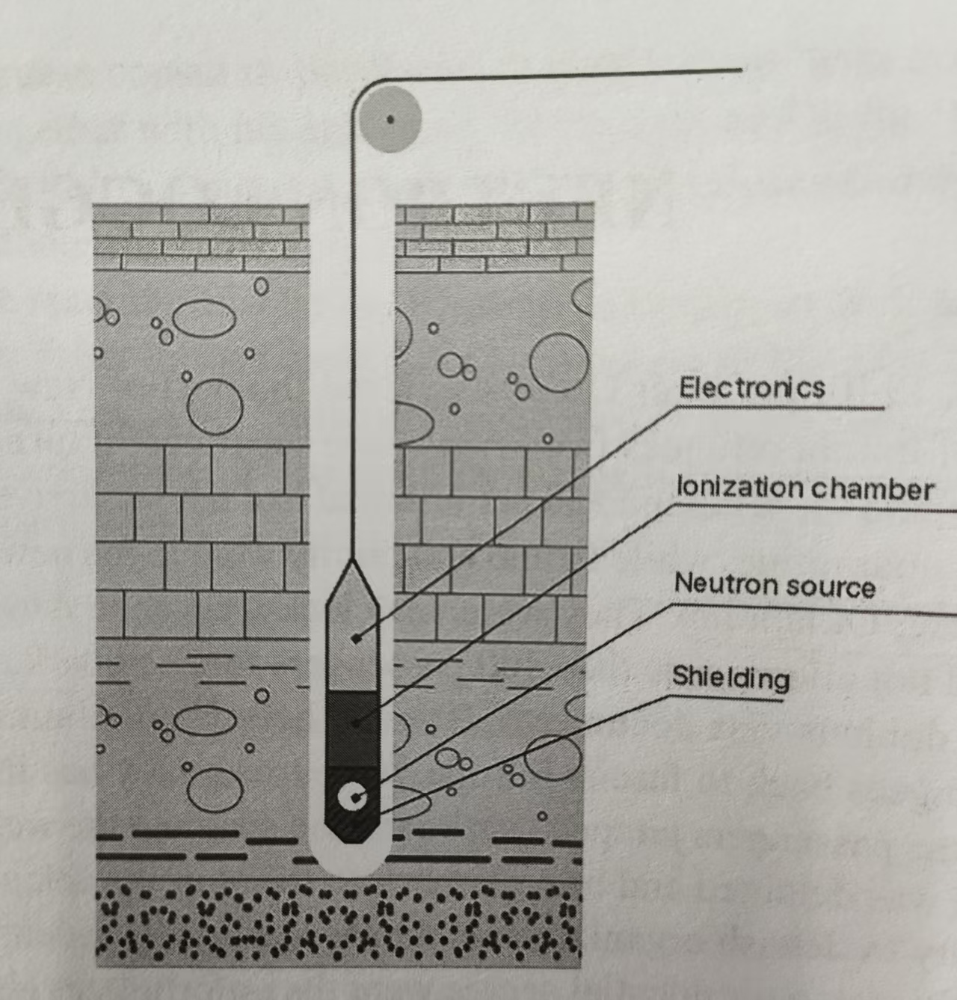 Electronics
Ionization chamber
Neutron source
Shielding